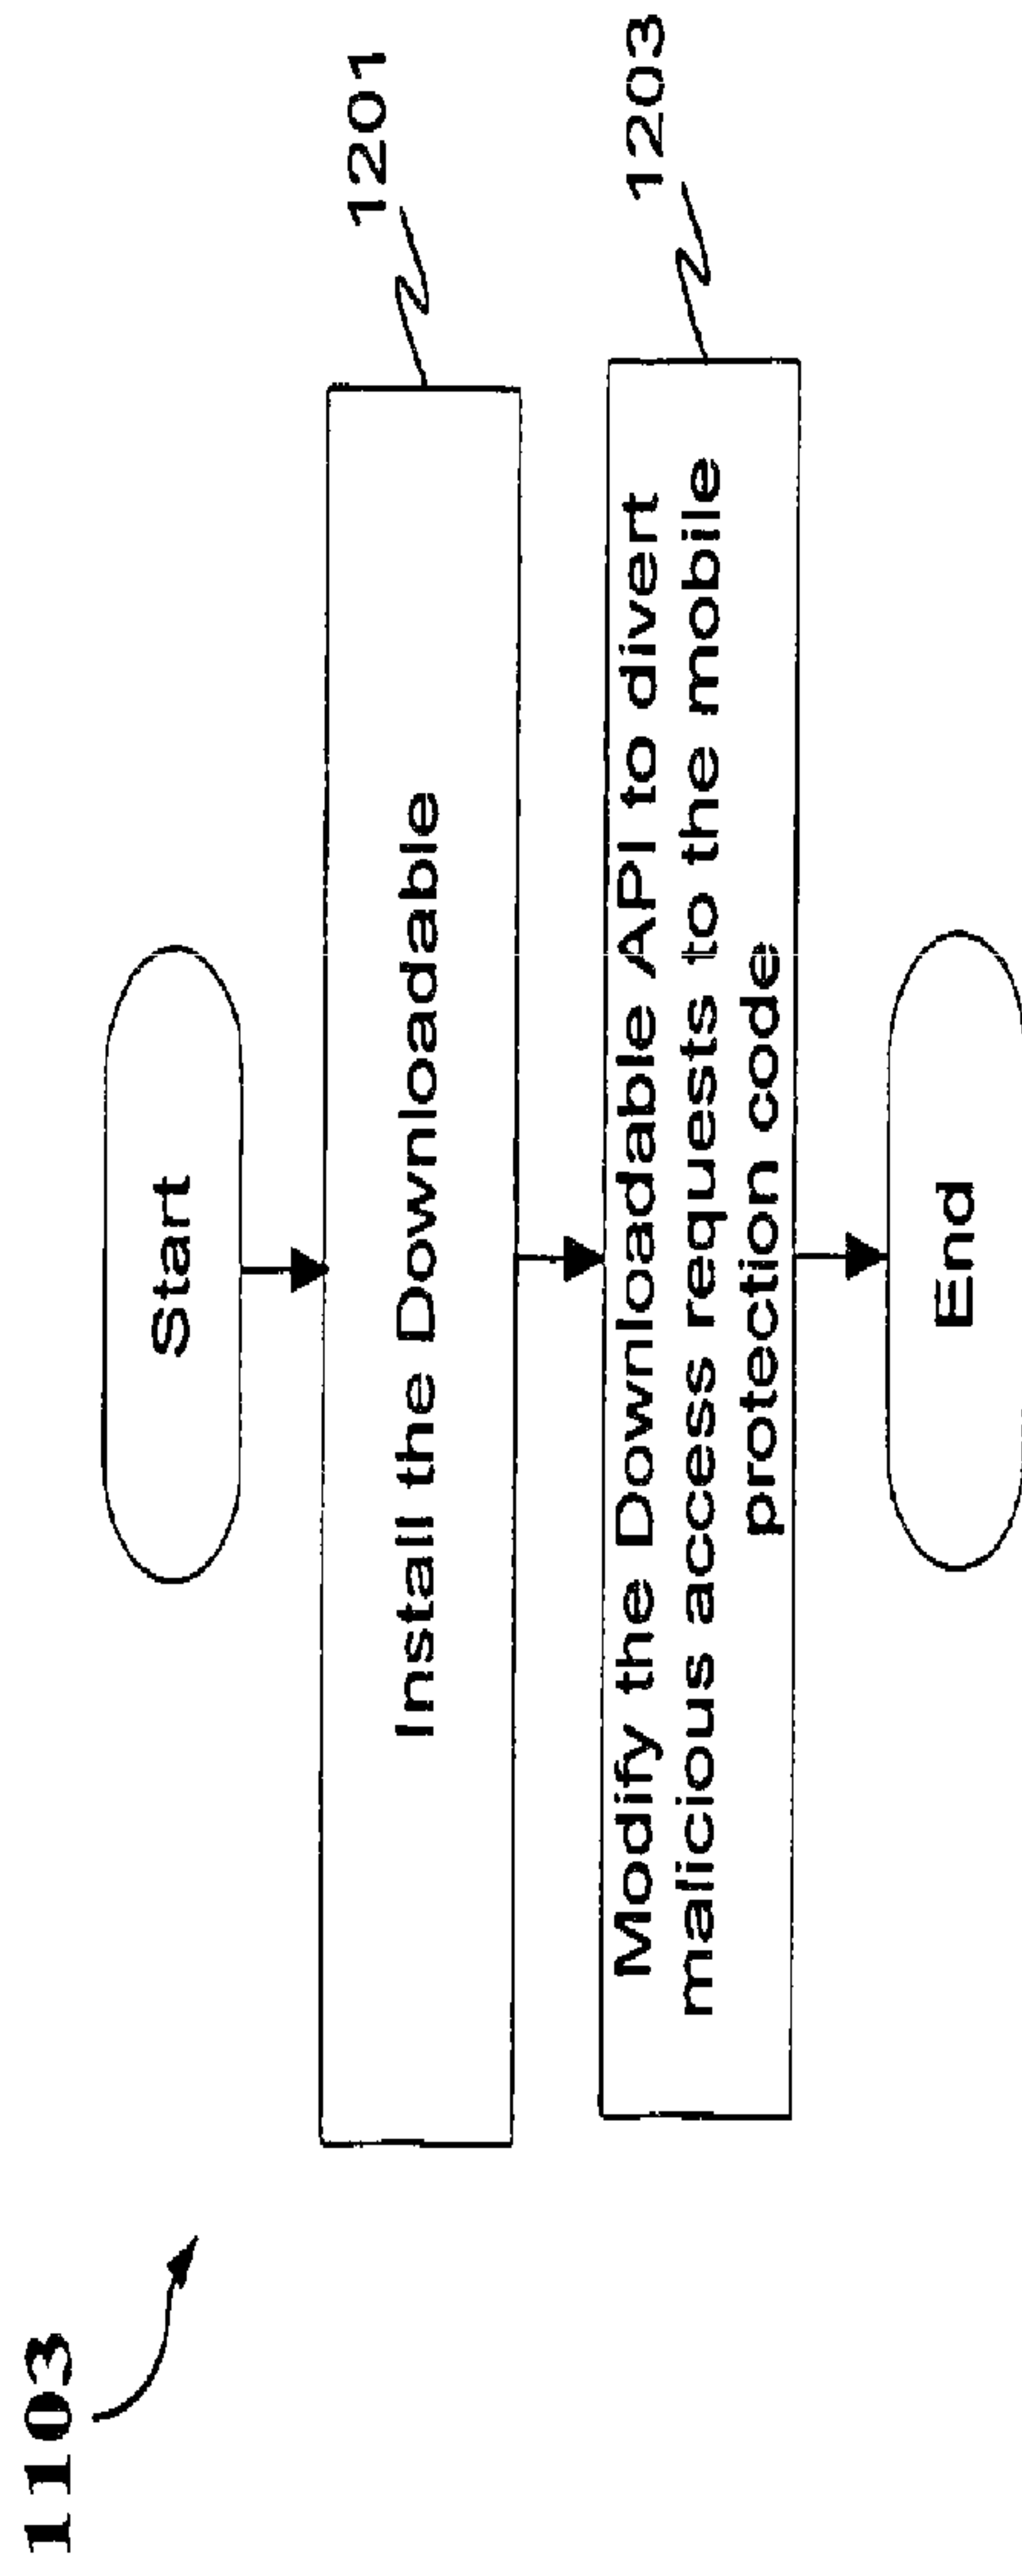 1103
Start
Install the Downloadable
1201
Modify the Downloadable API to divert
malicious access requests to the mobile
protection code
1203
End